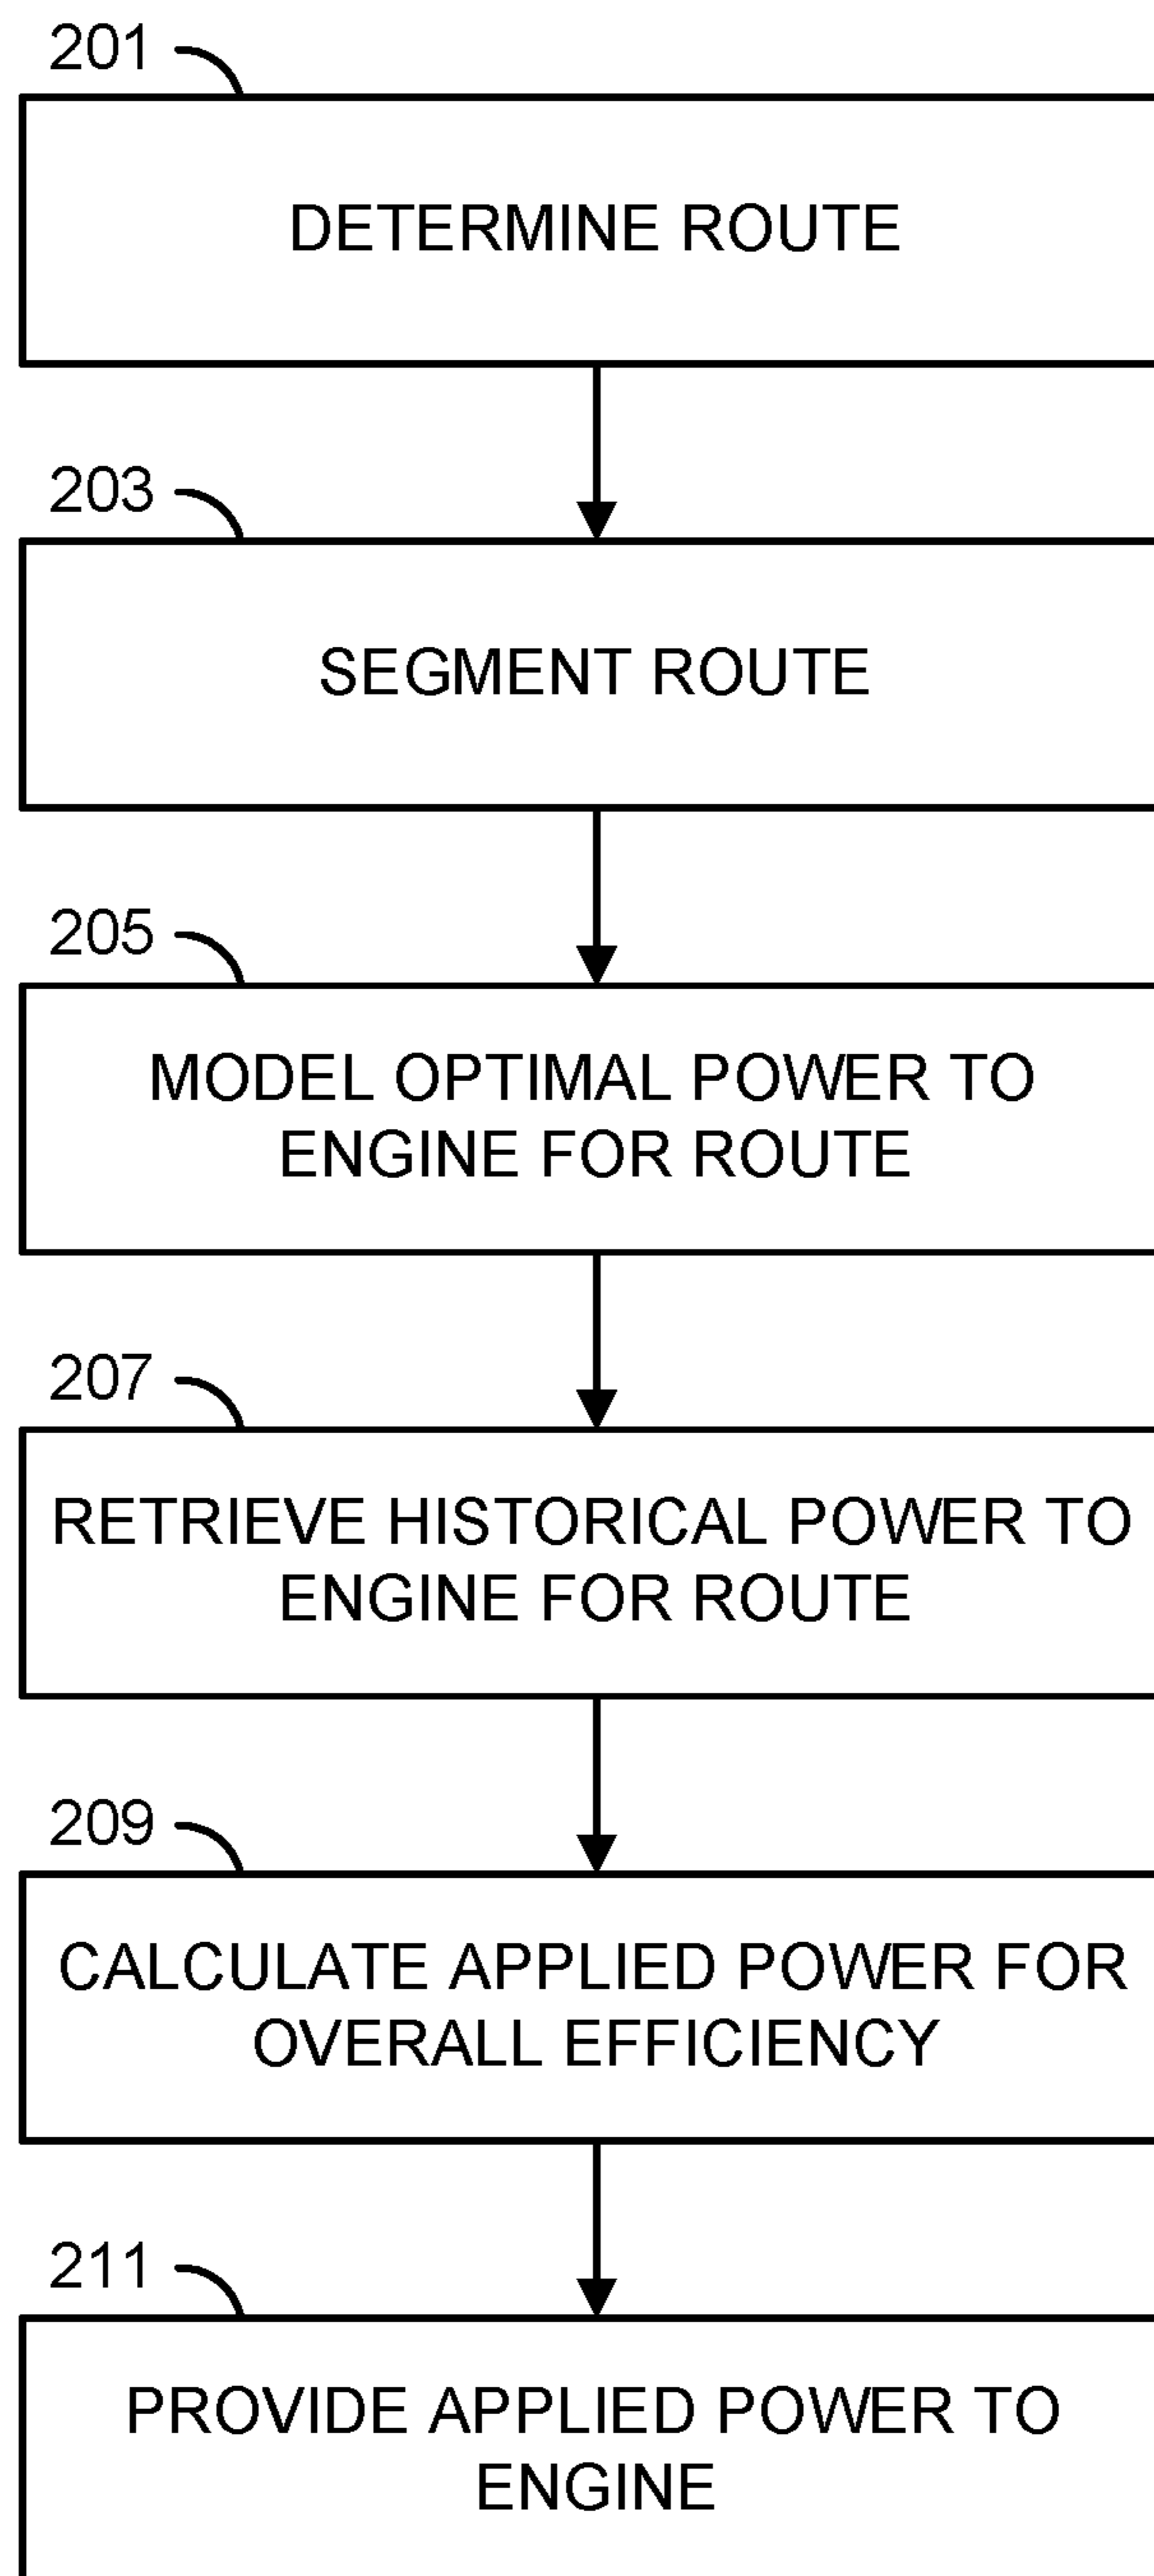 201
DETERMINE ROUTE
203
SEGMENT ROUTE
205
MODEL OPTIMAL POWER TO
ENGINE FOR ROUTE
207
RETRIEVE HISTORICAL POWER TO
ENGINE FOR ROUTE
209
CALCULATE APPLIED POWER FOR
OVERALL EFFICIENCY
211
PROVIDE APPLIED POWER TO
ENGINE